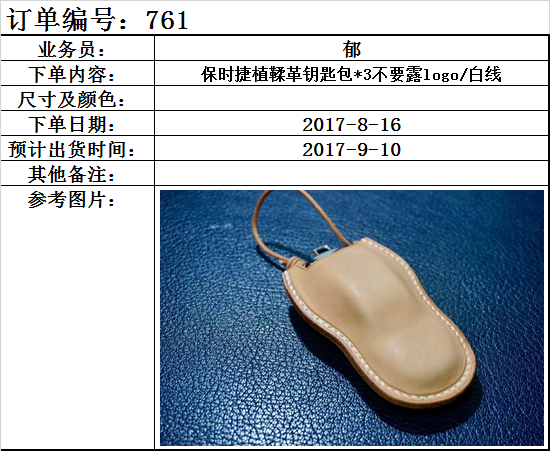 订单编号：761
业务员： 郁
下单内容： 保时捷植鞣革钥匙包*3不要露logo/白线
尺寸及颜色：
下单日期： 2017-8-16
预计出货时间： 2017-9-10
其他备注：
参考图片：